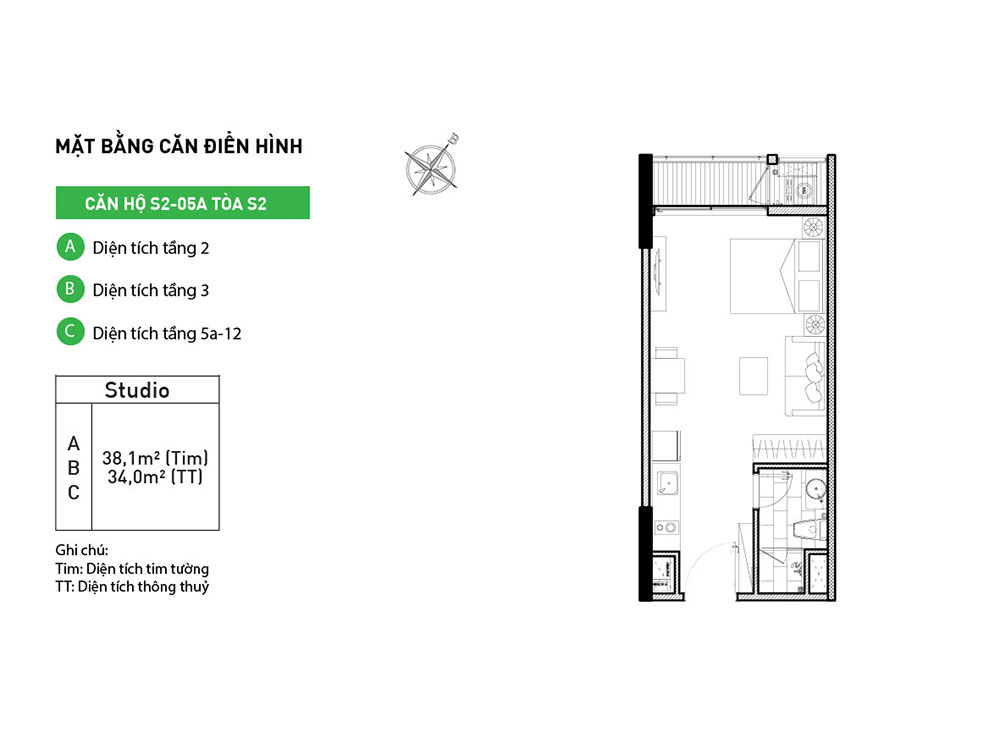 MẶT BẰNG CĂN ĐIỂN HÌNH
B
CĂN HỘ S2-05A TÒA S2
A Diện tích tầng 2
B Diện tích tầng 3
C Diện tích tầng 5a-12
Studio
A
B
C
38,1m² (Tim)
34,0m² (TT)
Ghi chú:
Tim: Diện tích tim tường
TT: Diện tích thông thuỷ